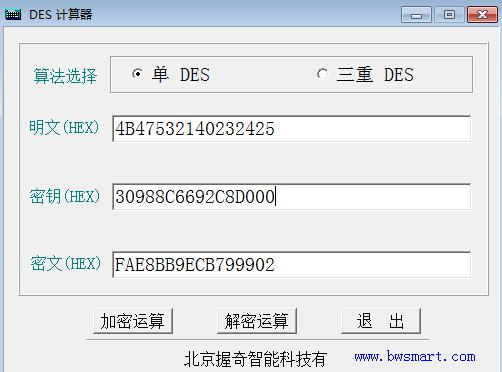 DES 计算器
算法选择 单 DES 三重 DES
明文(HEX) 4B47532140232425
密钥(HEX) 30988C6692C8D000
密文(HEX) FAE8BB9ECB799902
加密运算 解密运算 退 出
北京握奇智能科技有 www.bwsmart.com